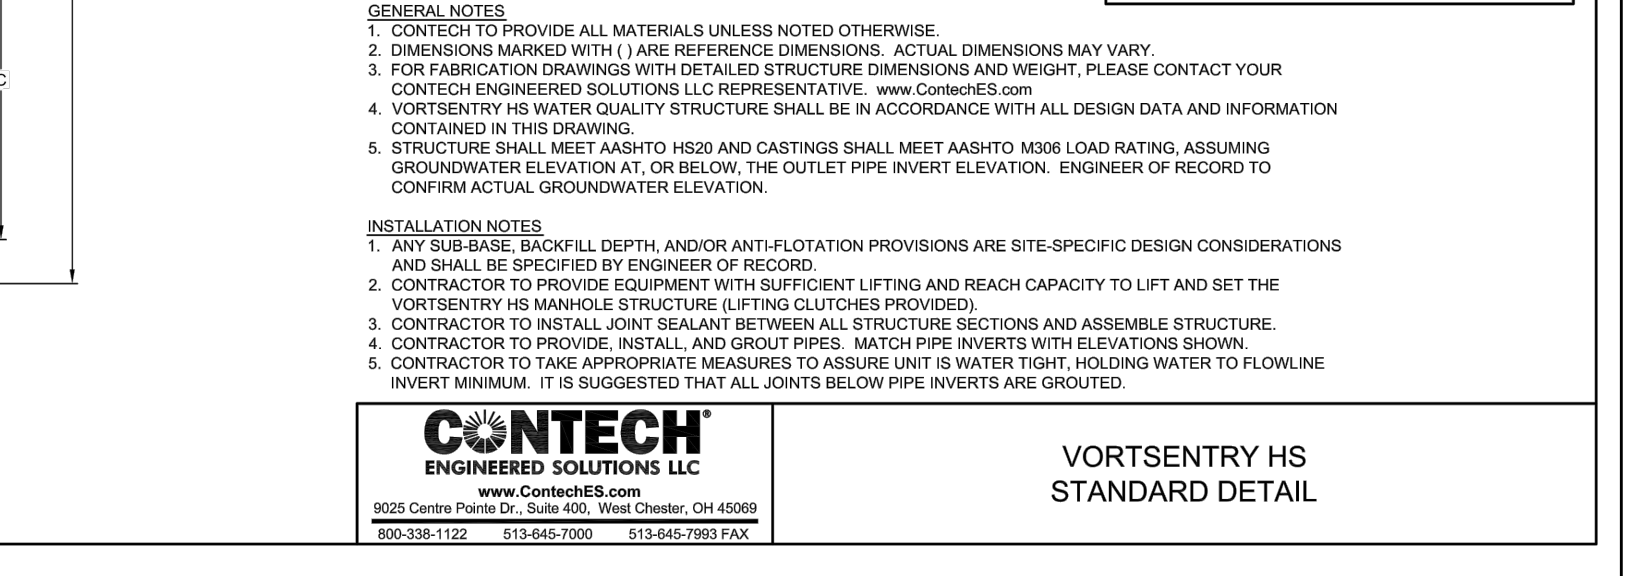 C
GENERAL NOTES
1. CONTECH TO PROVIDE ALL MATERIALS UNLESS NOTED OTHERWISE.
2. DIMENSIONS MARKED WITH ( ) ARE REFERENCE DIMENSIONS. ACTUAL DIMENSIONS MAY VARY.
3. FOR FABRICATION DRAWINGS WITH DETAILED STRUCTURE DIMENSIONS AND WEIGHT, PLEASE CONTACT YOUR
CONTECH ENGINEERED SOLUTIONS LLC REPRESENTATIVE. www.ContechES.com
4. VORTSENTRY HS WATER QUALITY STRUCTURE SHALL BE IN ACCORDANCE WITH ALL DESIGN DATA AND INFORMATION
CONTAINED IN THIS DRAWING.
5. STRUCTURE SHALL MEET AASHTO HS20 AND CASTINGS SHALL MEET AASHTO M306 LOAD RATING, ASSUMING
GROUNDWATER ELEVATION AT, OR BELOW, THE OUTLET PIPE INVERT ELEVATION. ENGINEER OF RECORD TO
CONFIRM ACTUAL GROUNDWATER ELEVATION.
INSTALLATION NOTES
1. ANY SUB-BASE, BACKFILL DEPTH, AND/OR ANTI-FLOTATION PROVISIONS ARE SITE-SPECIFIC DESIGN CONSIDERATIONS
AND SHALL BE SPECIFIED BY ENGINEER OF RECORD.
2. CONTRACTOR TO PROVIDE EQUIPMENT WITH SUFFICIENT LIFTING AND REACH CAPACITY TO LIFT AND SET THE
VORTSENTRY HS MANHOLE STRUCTURE (LIFTING CLUTCHES PROVIDED).
3. CONTRACTOR TO INSTALL JOINT SEALANT BETWEEN ALL STRUCTURE SECTIONS AND ASSEMBLE STRUCTURE.
4. CONTRACTOR TO PROVIDE, INSTALL, AND GROUT PIPES. MATCH PIPE INVERTS WITH ELEVATIONS SHOWN.
5. CONTRACTOR TO TAKE APPROPRIATE MEASURES TO ASSURE UNIT IS WATER TIGHT, HOLDING WATER TO FLOWLINE
INVERT MINIMUM. IT IS SUGGESTED THAT ALL JOINTS BELOW PIPE INVERTS ARE GROUTED.
CONTECH®
ENGINEERED SOLUTIONS LLC
www.ContechES.com
9025 Centre Pointe Dr., Suite 400, West Chester, OH 45069
800-338-1122 513-645-7000 513-645-7993 FAX
VORTSENTRY HS
STANDARD DETAIL